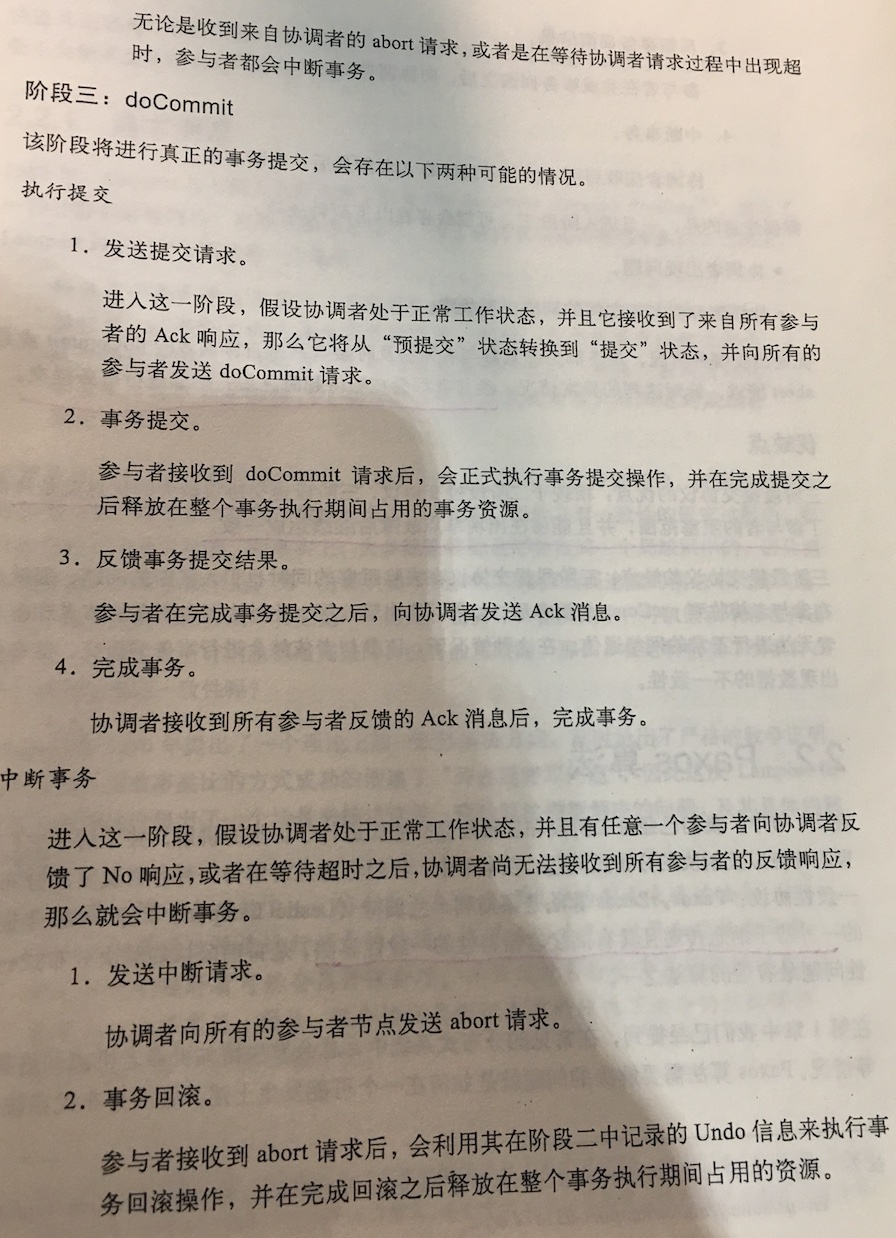 无论是收到来自协调者的 abort 请求,或者是在等待协调者请求过程中出现超
时，参与者都会中断事务。
阶段三：doCommit
该阶段将进行真正的事务提交，会存在以下两种可能的情况。
执行提交
1. 发送提交请求。
进入这一阶段，假设协调者处于正常工作状态，并且它接收到了来自所有参与
者的 Ack 响应，那么它将从“预提交”状态转换到“提交”状态，并向所有的
参与者发送 doCommit 请求。
2. 事务提交。
参与者接收到 doCommit 请求后，会正式执行事务提交操作，并在完成提交之
后释放在整个事务执行期间占用的事务资源。
3. 反馈事务提交结果。
参与者在完成事务提交之后，向协调者发送 Ack 消息。
4. 完成事务。
协调者接收到所有参与者反馈的 Ack 消息后，完成事务。
中断事务
进入这一阶段，假设协调者处于正常工作状态，并且有任意一个参与者向协调者反
馈了 No 响应,或者在等待超时之后,协调者尚无法接收到所有参与者的反馈响应，
那么就会中断事务。
1. 发送中断请求。
协调者向所有的参与者节点发送 abort 请求。
2. 事务回滚。
参与者接收到 abort 请求后，会利用其在阶段二中记录的 Undo 信息来执行事
务回滚操作，并在完成回滚之后释放在整个事务执行期间占用的资源。